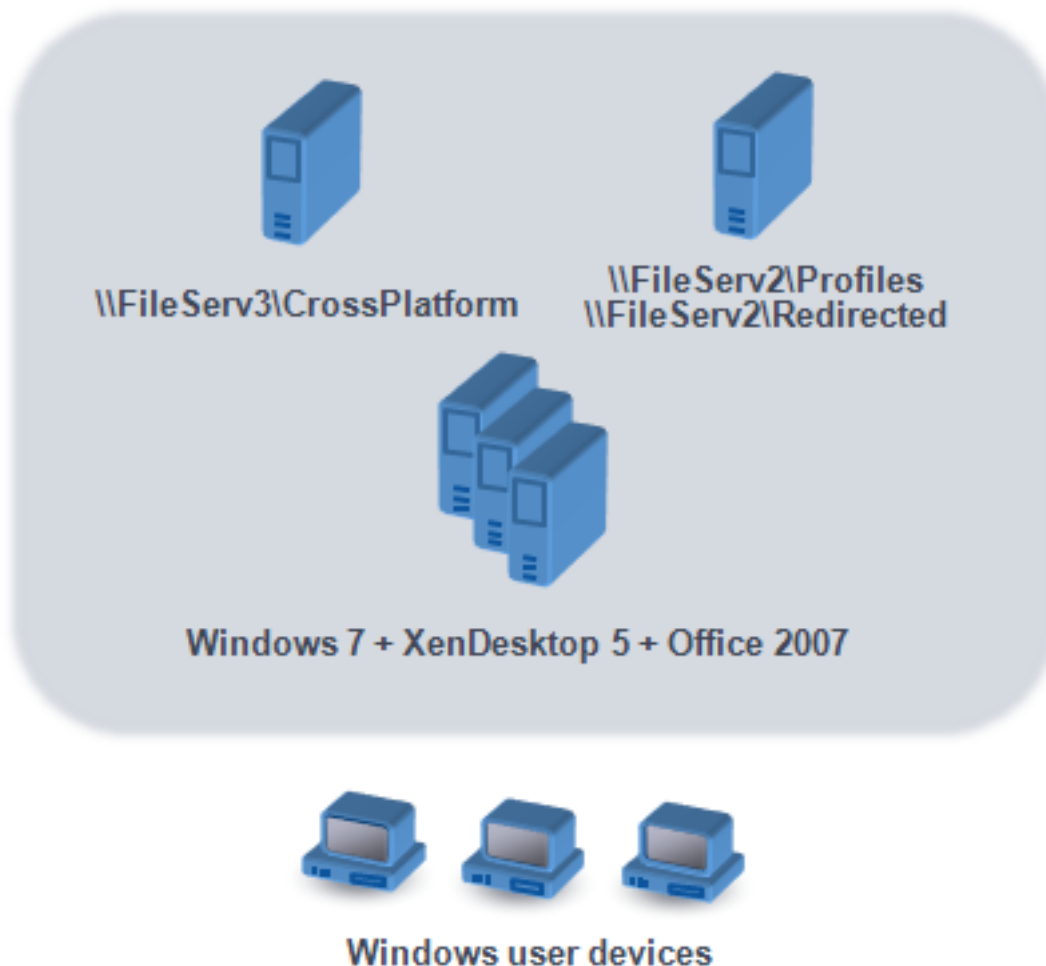 \\FileServ3\CrossPlatform
\\FileServ2\Profiles
\\FileServ2\Redirected
Windows 7 + XenDesktop 5 + Office 2007
Windows user devices